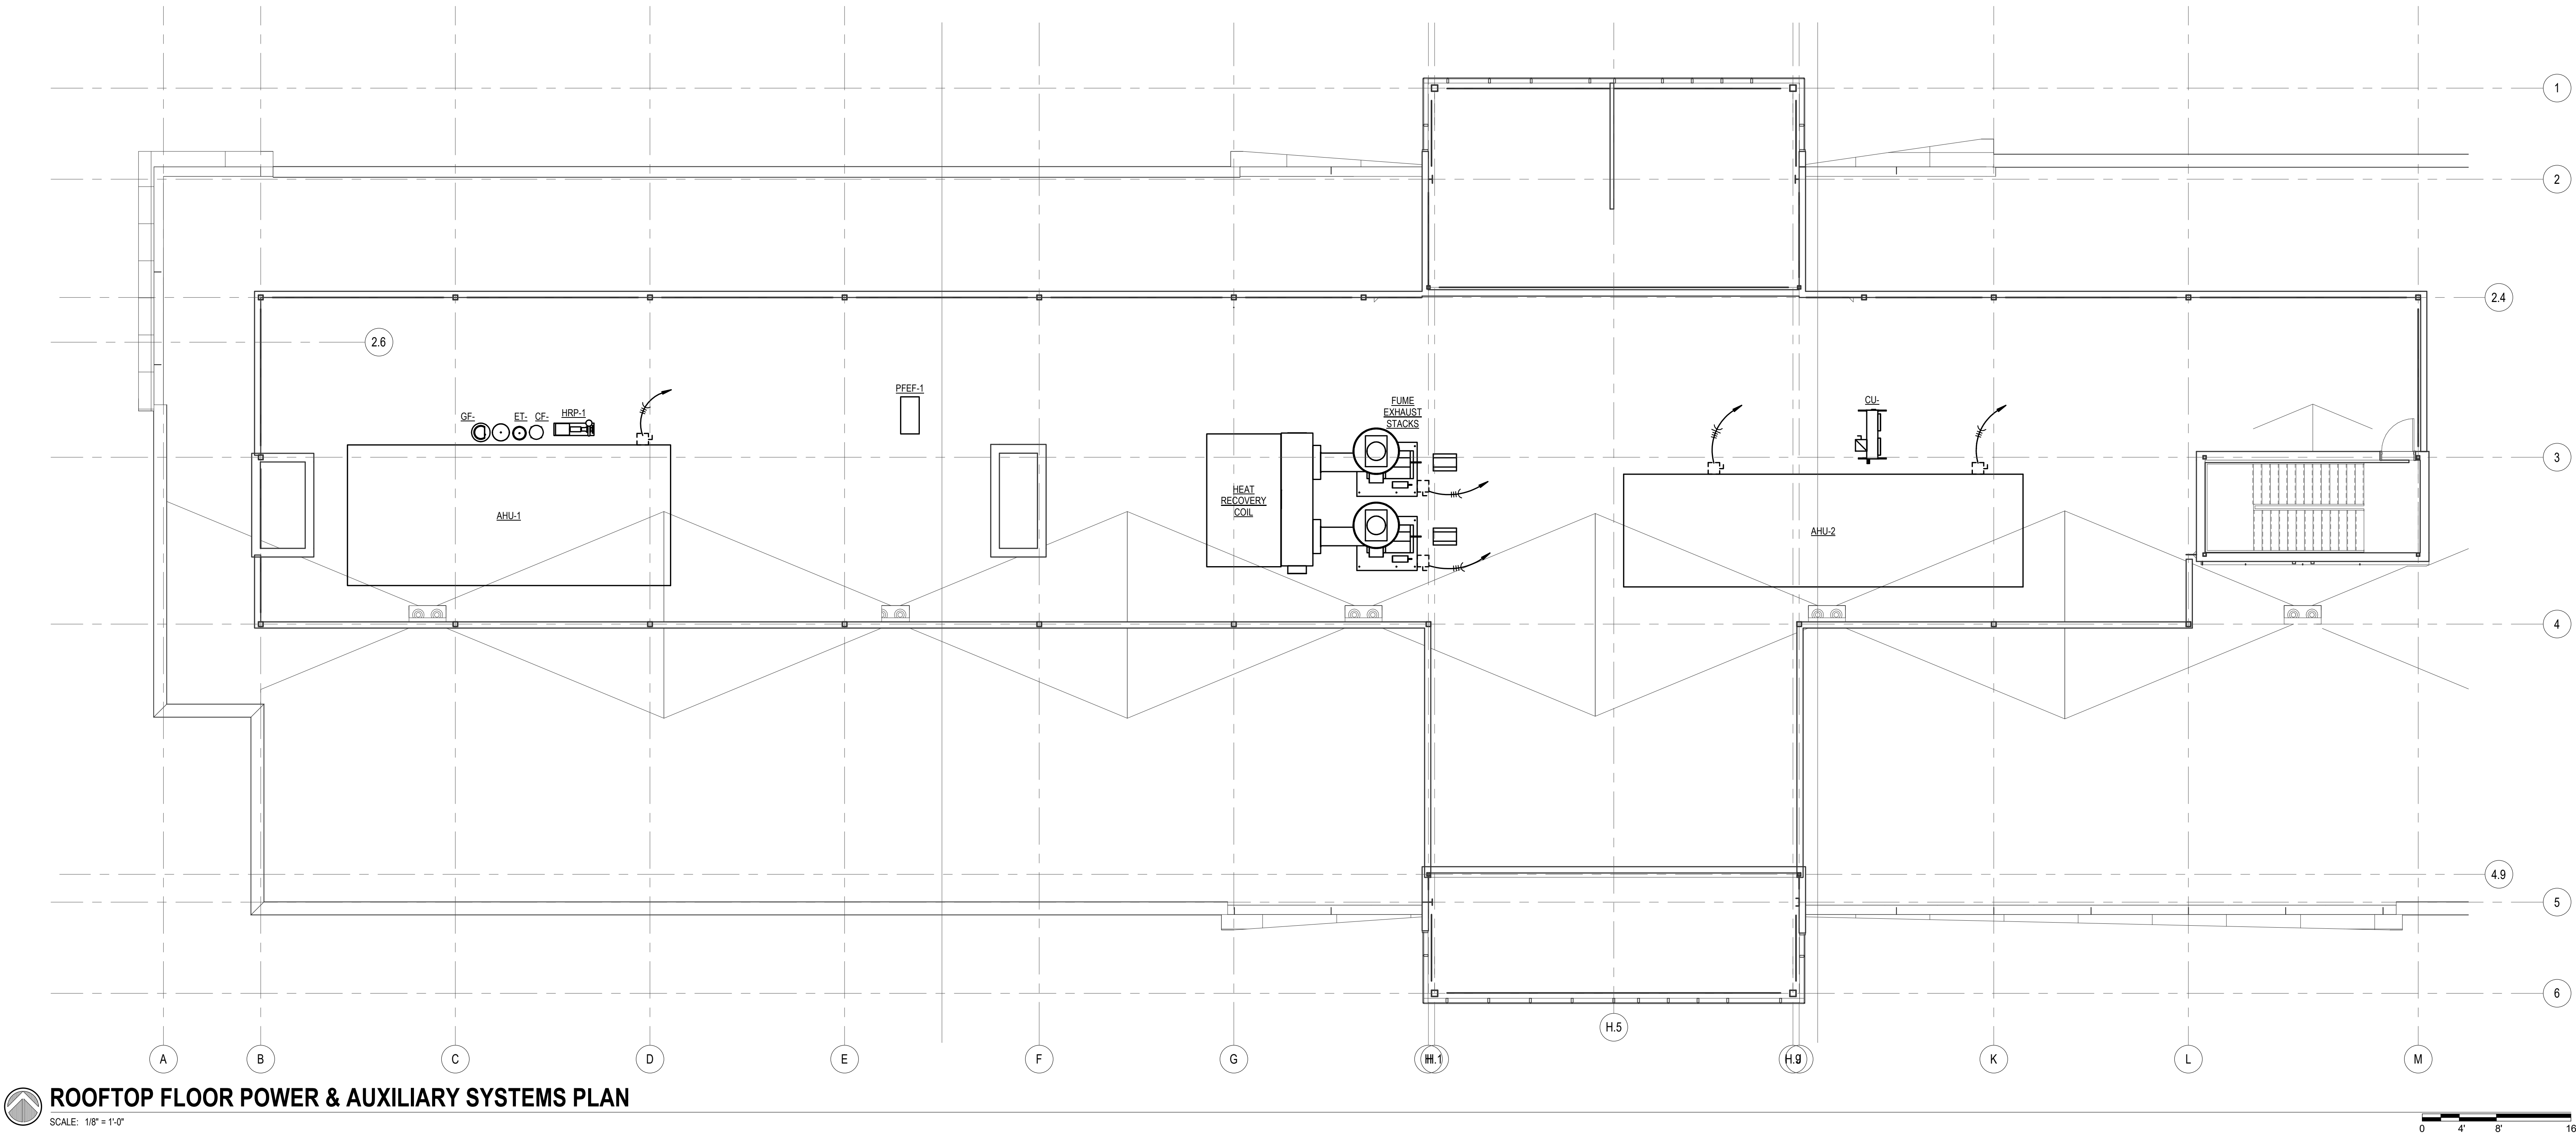 1
2
2.4
2.6
PFEF-1
GF-
ET-
CF-
HRP-1
FUME
EXHAUST
STACKS
CU-
3
HEAT
RECOVERY
COIL
AHU-1
AHU-2
4
4.9
5
6
H.5
A
B
C
D
E
F
G
H
H.1
H.9
J
K
L
M
ROOFTOP FLOOR POWER & AUXILIARY SYSTEMS PLAN
SCALE: 1/8" = 1'-0"
0 4' 8' 16